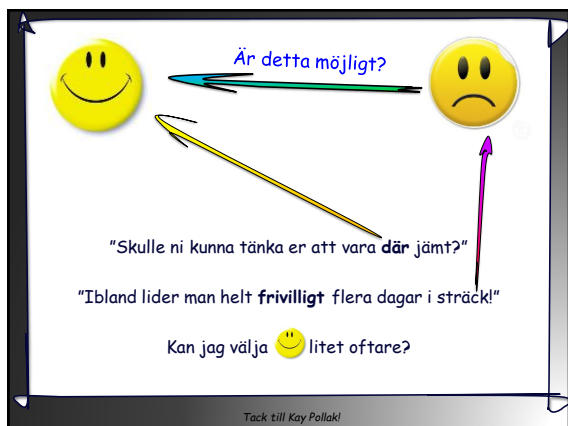 Är detta möjligt?
”Skulle ni kunna tänka er att vara där jämt?”
”Ibland lider man helt frivilligt flera dagar i sträck!”
Kan jag välja litet oftare?
Tack till Kay Pollak!